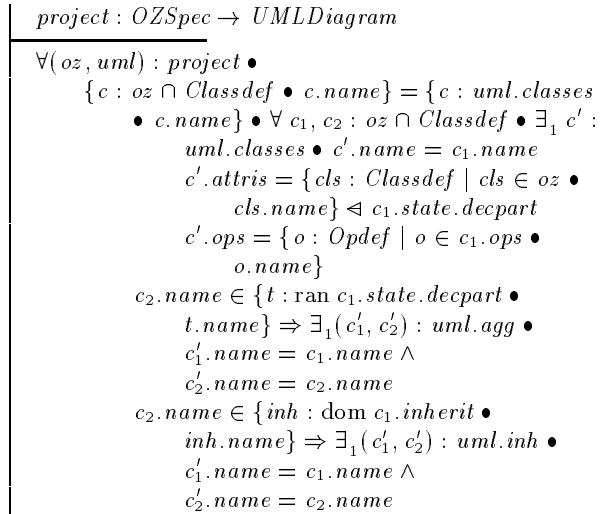 project : OZSpec → UMLDiagram
∀(oz, uml) : project •
{c : oz ∩ Classdef • c.name} = {c : uml.classes
• c.name} • ∀ c₁, c₂ : oz ∩ Classdef • ∃₁ c′ :
uml.classes • c′.name = c₁.name
c′.attris = {cls : Classdef | cls ∈ oz •
cls.name} ⩤ c₁.state.decpart
c′.ops = {o : Opdef | o ∈ c₁.ops •
o.name}
c₂.name ∈ {t : ran c₁.state.decpart •
t.name} ⇒ ∃₁(c′₁, c′₂) : uml.agg •
c′₁.name = c₁.name ∧
c′₂.name = c₂.name
c₂.name ∈ {inh : dom c₁.inherit •
inh.name} ⇒ ∃₁(c′₁, c′₂) : uml.inh •
c′₁.name = c₁.name ∧
c′₂.name = c₂.name